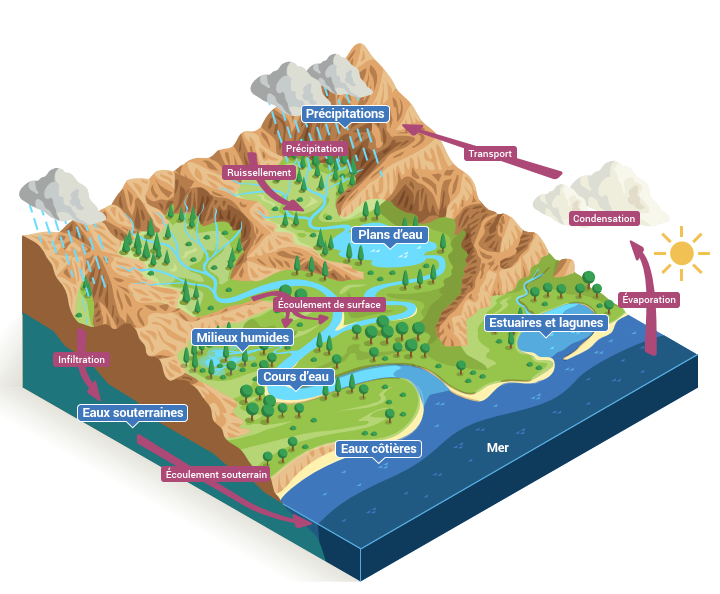 Précipitations
Précipitation
Transport
Ruissellement
Condensation
Plans d'eau
Évaporation
Écoulement de surface
Estuaires et lagunes
Milieux humides
Infiltration
Cours d'eau
Eaux souterraines
Eaux côtières
Mer
Écoulement souterrain